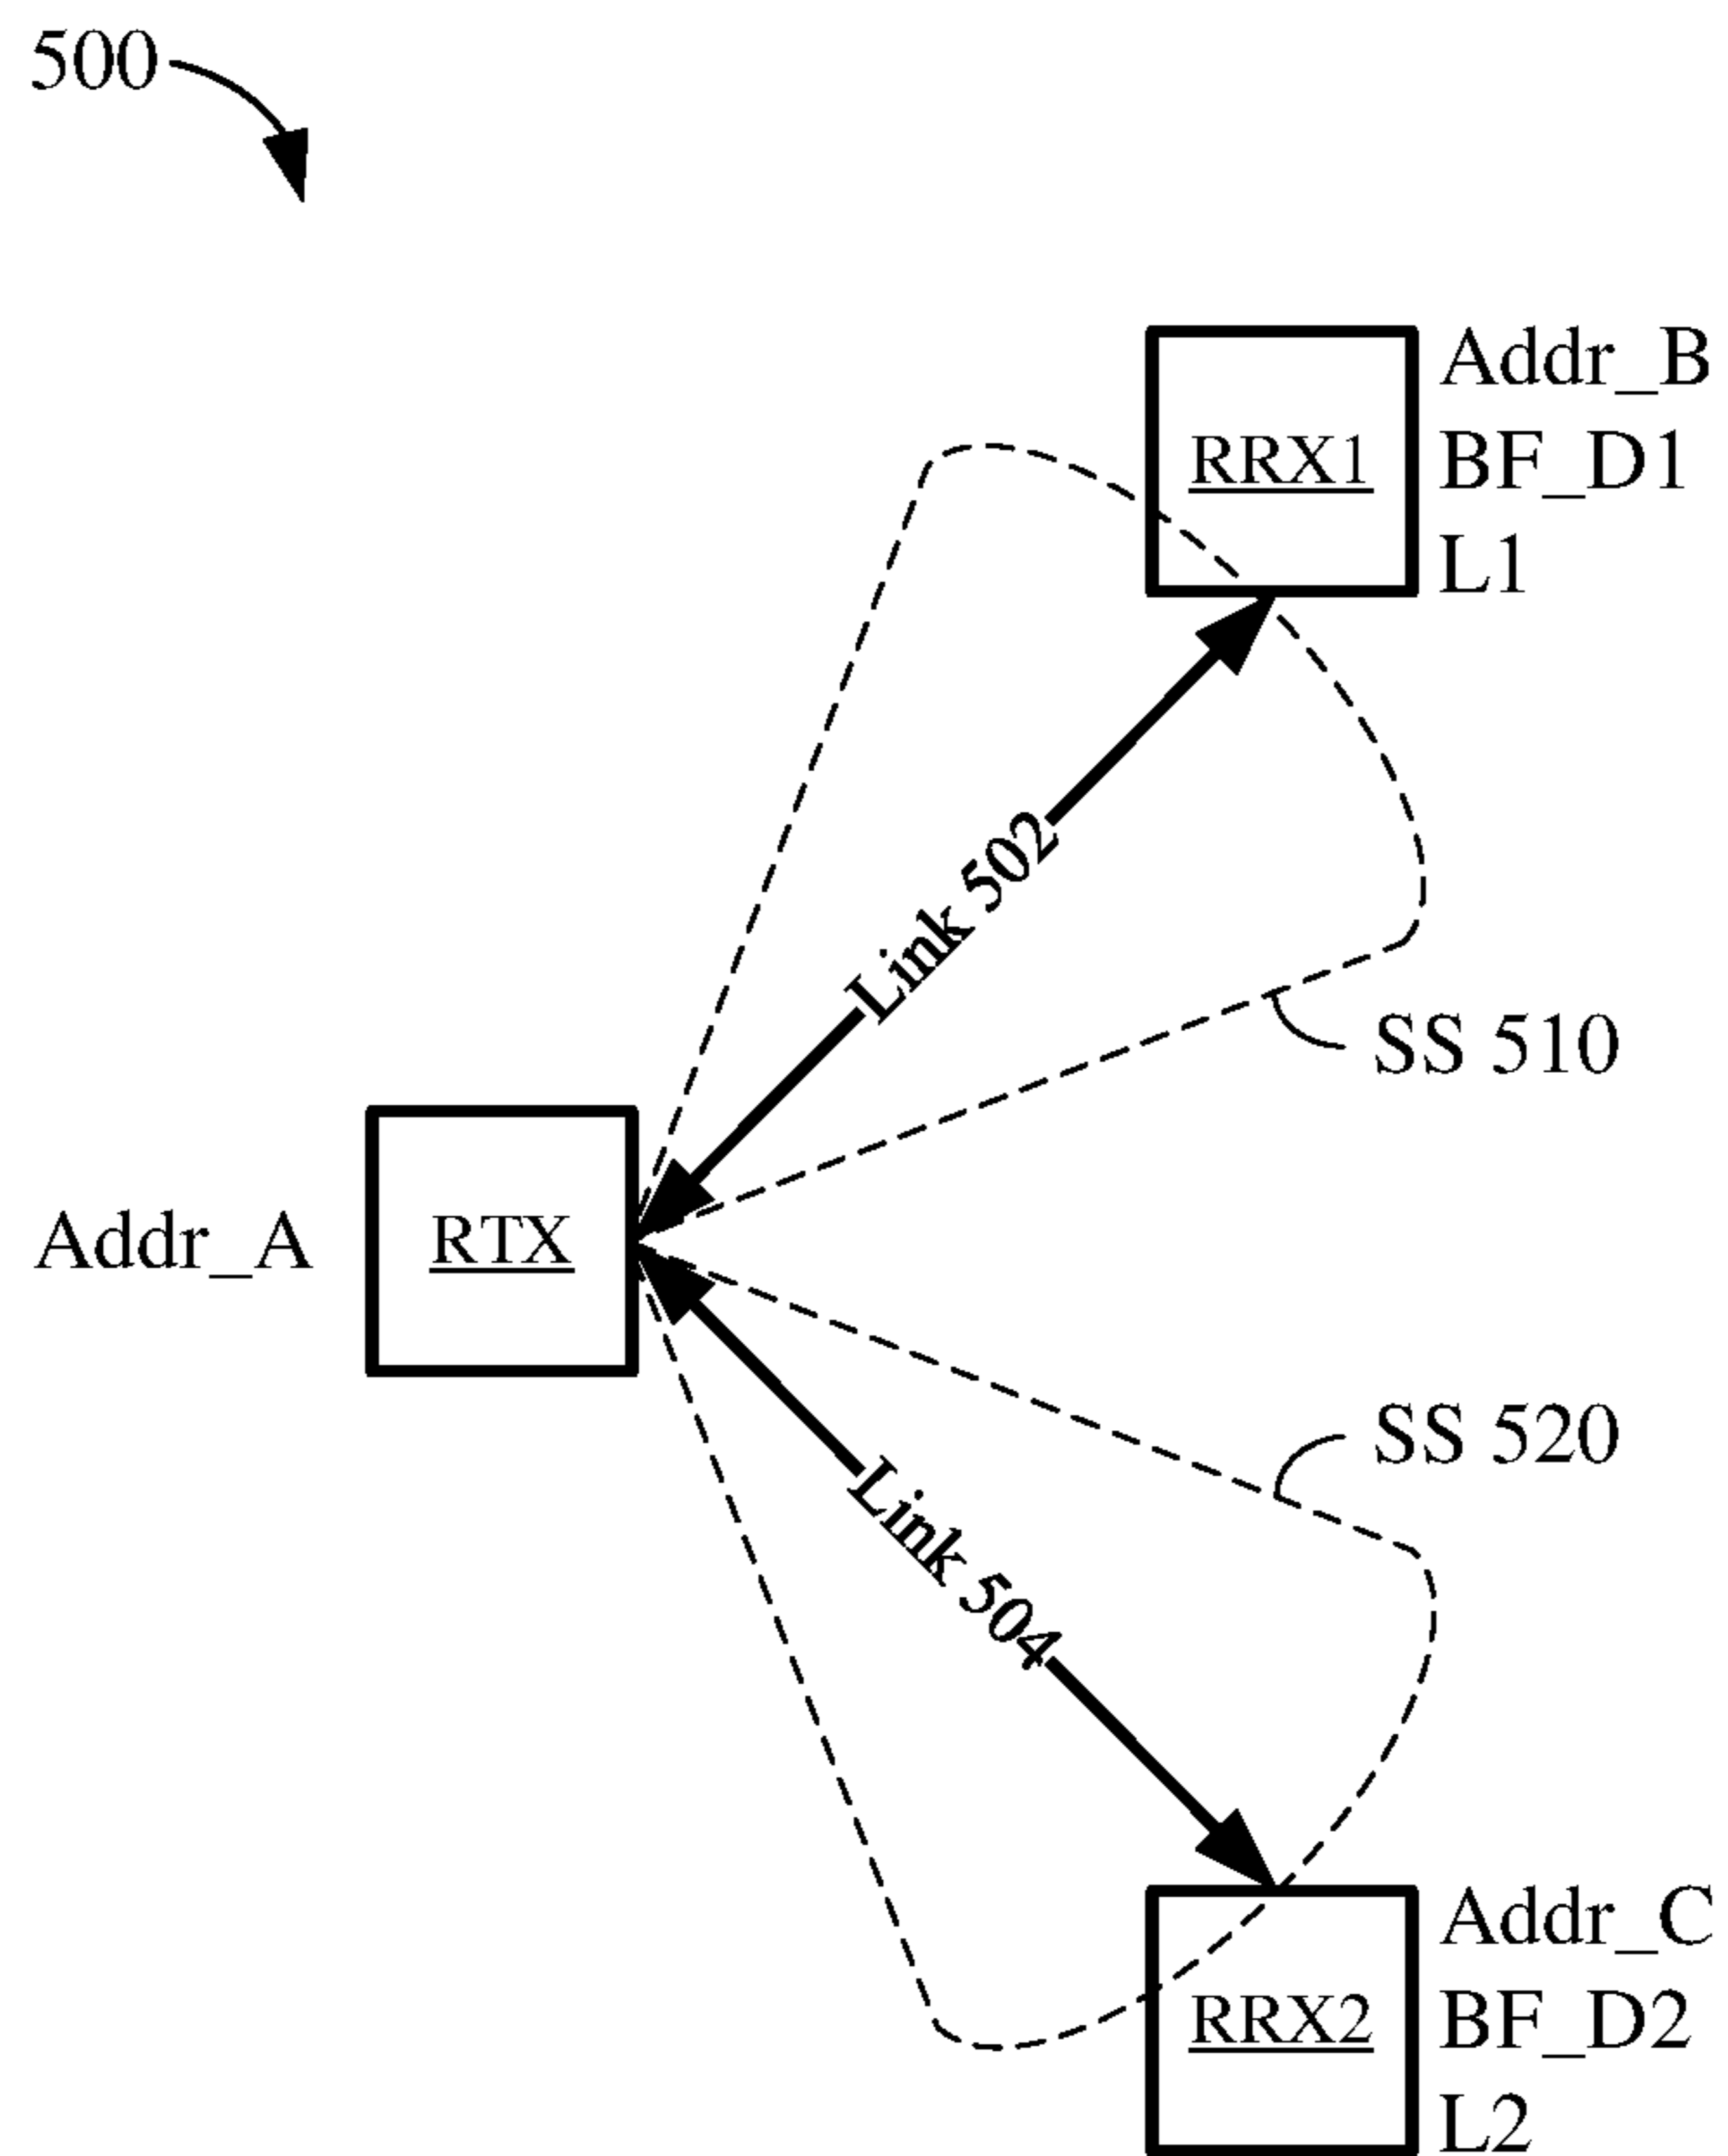 500
Addr_B
RRX1
BF_D1
L1
Link 502
SS 510
Addr_A
RTX
SS 520
Link 504
Addr_C
RRX2
BF_D2
L2